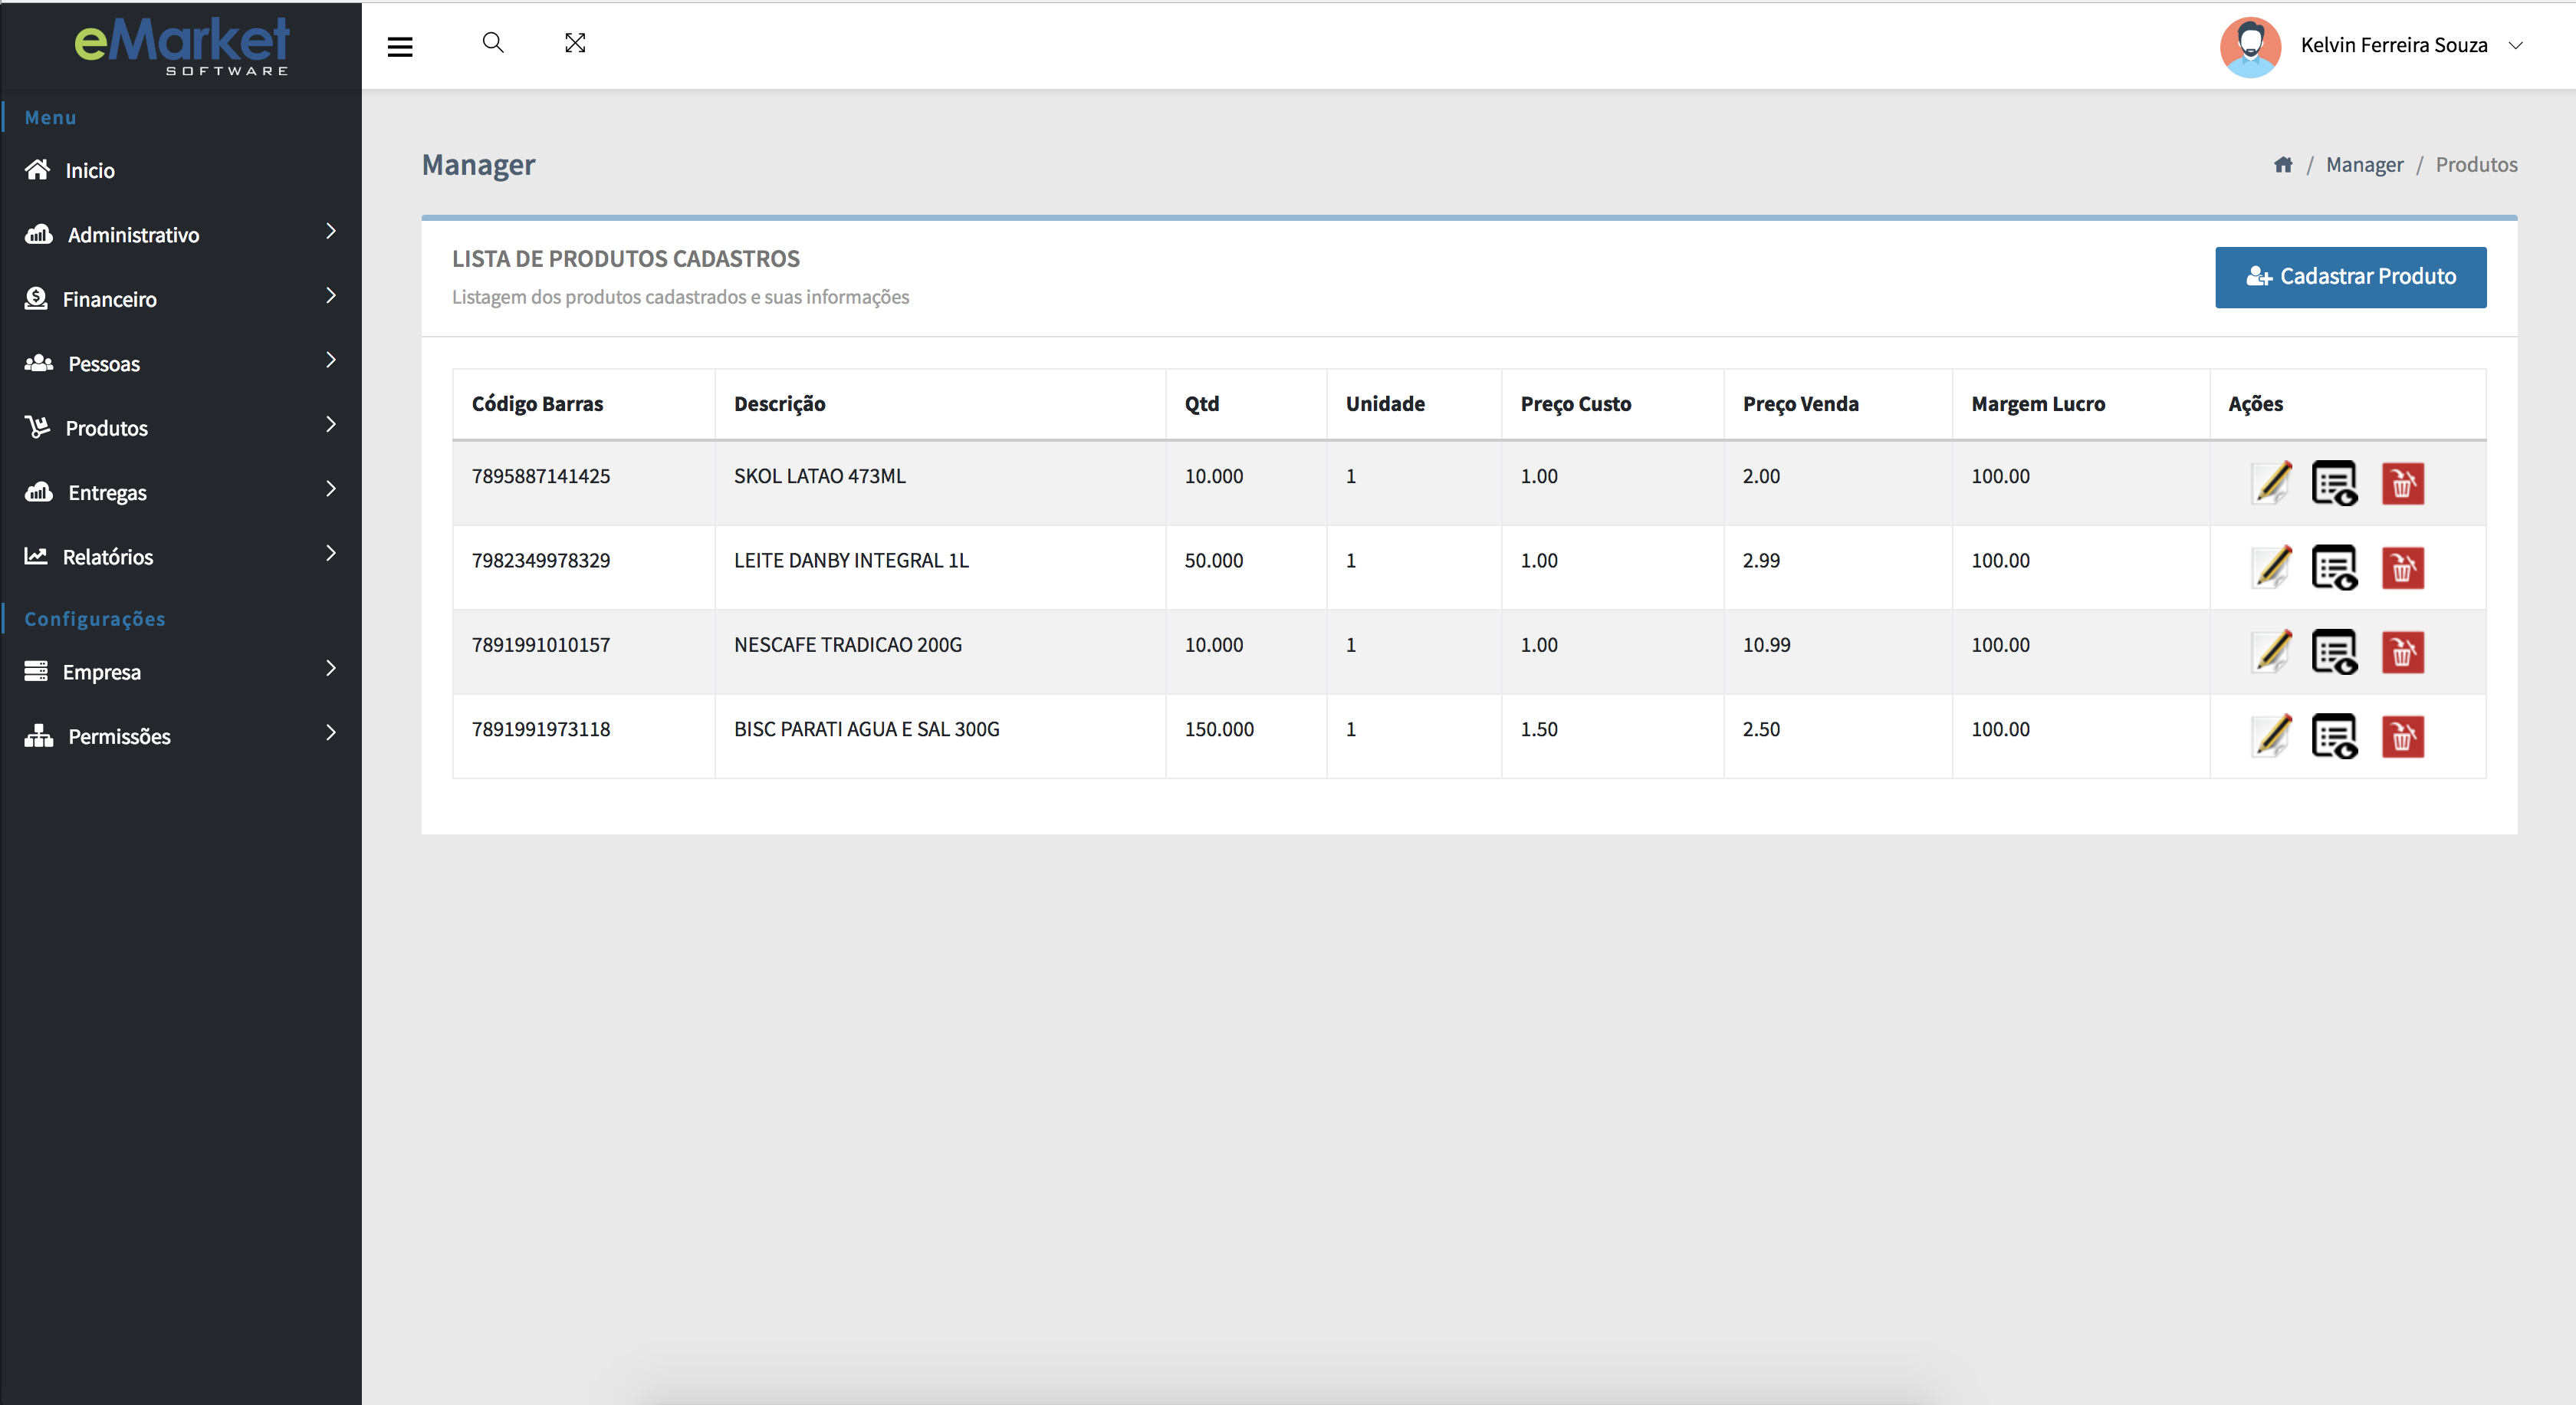 eMarket
SOFTWARE
Kelvin Ferreira Souza
Menu
Inicio
Administrativo
Financeiro
Pessoas
Produtos
Entregas
Relatórios
Configurações
Empresa
Permissões
Manager
/ Manager / Produtos
LISTA DE PRODUTOS CADASTROS
Listagem dos produtos cadastrados e suas informações
Cadastrar Produto
Código Barras Descrição Qtd Unidade Preço Custo Preço Venda Margem Lucro Ações
7895887141425 SKOL LATAO 473ML 10.000 1 1.00 2.00 100.00
7982349978329 LEITE DANBY INTEGRAL 1L 50.000 1 1.00 2.99 100.00
7891991010157 NESCAFE TRADICAO 200G 10.000 1 1.00 10.99 100.00
7891991973118 BISC PARATI AGUA E SAL 300G 150.000 1 1.50 2.50 100.00